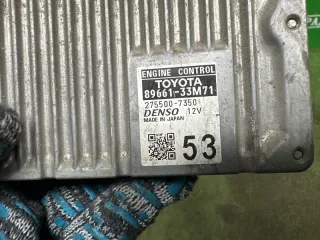 ENGINE CONTROL
TOYOTA
89661-33M71
275500-7350
DENSO 12V
MADE IN JAPAN
53